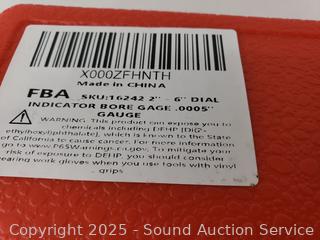 X000ZFHNTH
Made in CHINA
FBA SKU:16242 2" - 6" DIAL
INDICATOR BORE GAGE .0005"
GAUGE
⚠ WARNING: This product can expose you to
chemicals including DEHP [Di(2-
ethylhexyl)phthalate], which is known to the State
of California to cause cancer. For more information
go to www.P65Warnings.ca.gov. To mitigate your
risk of exposure to DEHP, you should consider
wearing work gloves when you use tools with vinyl
grips
Copyright 2025 - Sound Auction Service